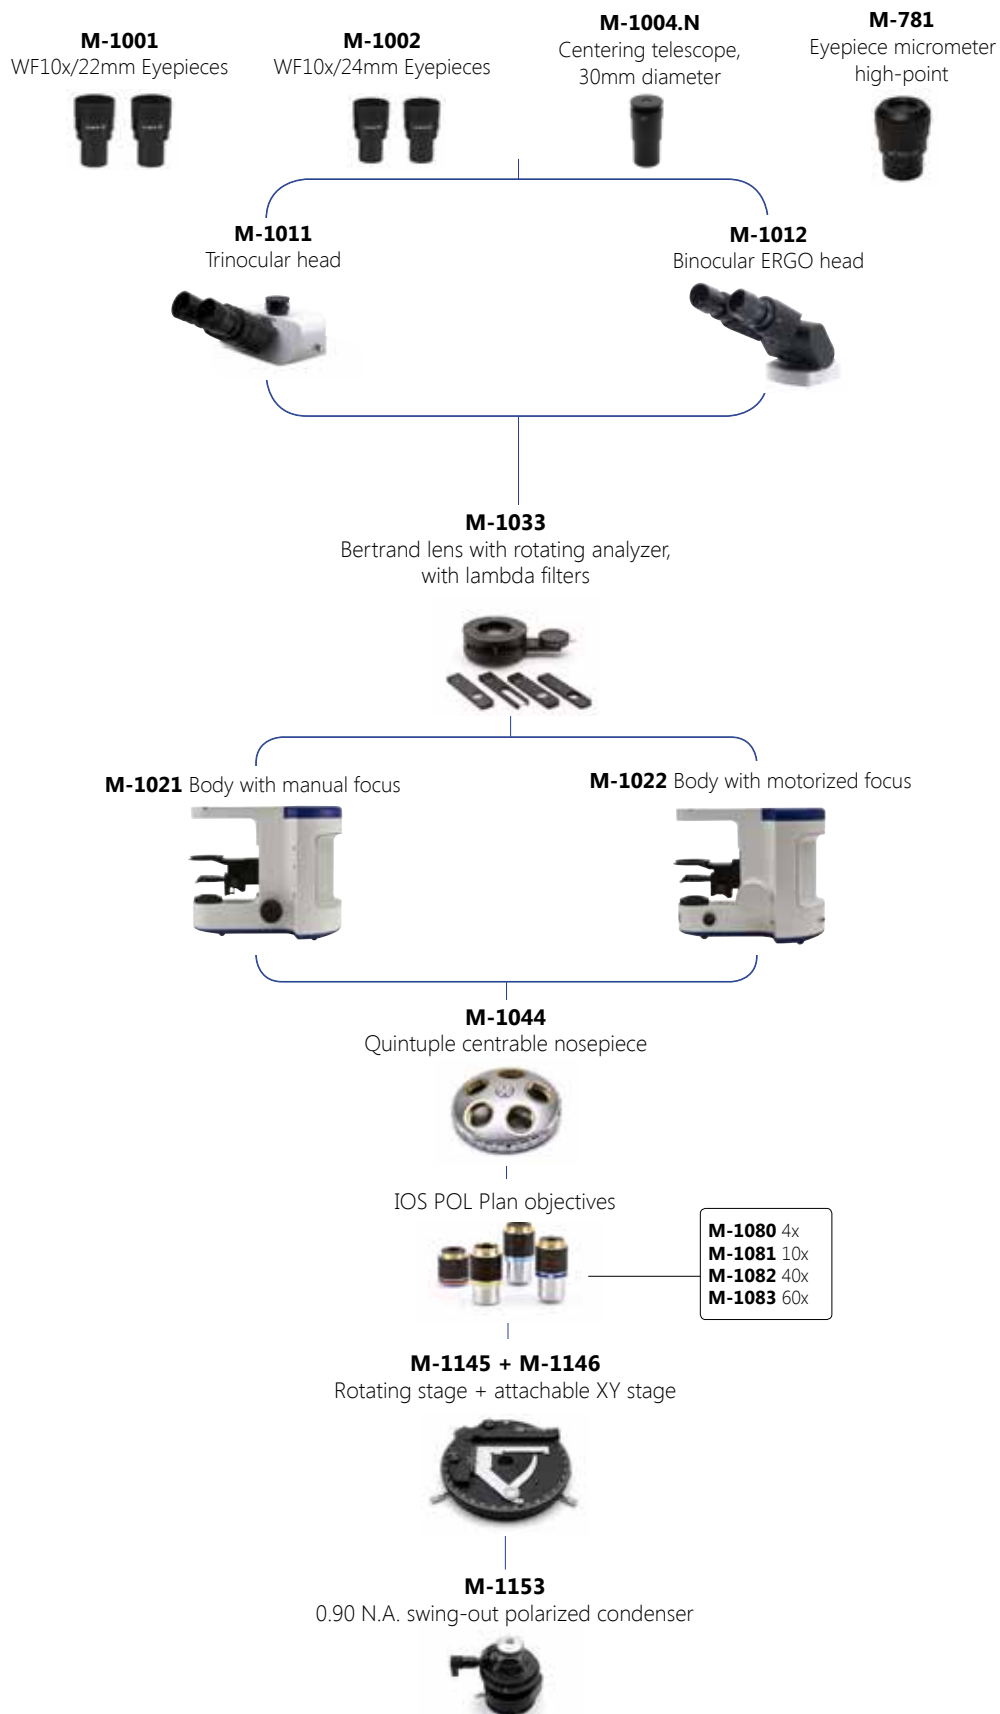 M-1001
WF10x/22mm Eyepieces
M-1002
WF10x/24mm Eyepieces
M-1004.N
Centering telescope,
30mm diameter
M-781
Eyepiece micrometer
high-point
M-1011
Trinocular head
M-1012
Binocular ERGO head
M-1033
Bertrand lens with rotating analyzer,
with lambda filters
M-1021 Body with manual focus
M-1022 Body with motorized focus
M-1044
Quintuple centrable nosepiece
IOS POL Plan objectives
M-1080 4x
M-1081 10x
M-1082 40x
M-1083 60x
M-1145 + M-1146
Rotating stage + attachable XY stage
M-1153
0.90 N.A. swing-out polarized condenser